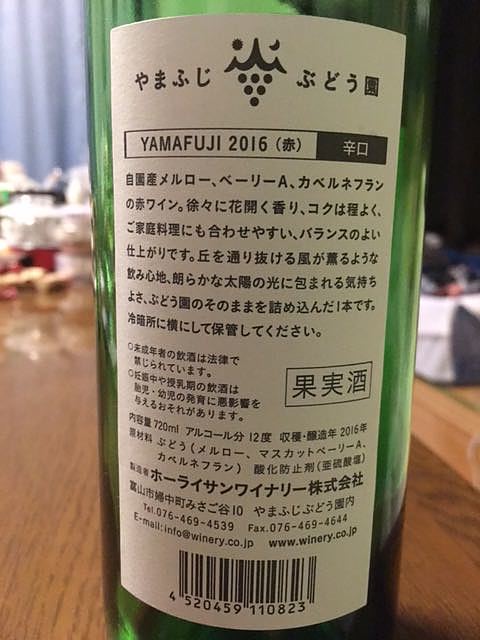 やまふじ ぶどう園
YAMAFUJI 2016（赤） 辛口
自園産メルロー、ベーリーA、カベルネフラン
の赤ワイン。徐々に花開く香り、コクは程よく、
ご家庭料理にも合わせやすい、バランスのよい
仕上がりです。丘を通り抜ける風が薫るような
飲み心地、朗らかな太陽の光に包まれる気持ち
よさ、ぶどう園のそのままを詰め込んだ1本です。
冷暗所に横にして保管してください。
○未成年者の飲酒は法律で
禁じられています。
○妊娠中や授乳期の飲酒は
胎児・幼児の発育に悪影響を
与えるおそれがあります。
果実酒
内容量720ml アルコール分 12度 収穫・醸造年 2016年
原材料 ぶどう（メルロー、マスカットベーリーA、
カベルネフラン） 酸化防止剤（亜硫酸塩）
製造者 ホーライサンワイナリー株式会社
富山市婦中町みさご谷10 やまふじぶどう園内
Tel.076-469-4539 Fax.076-469-4644
E-mail:info@winery.co.jp www.winery.co.jp
4 520459 110823